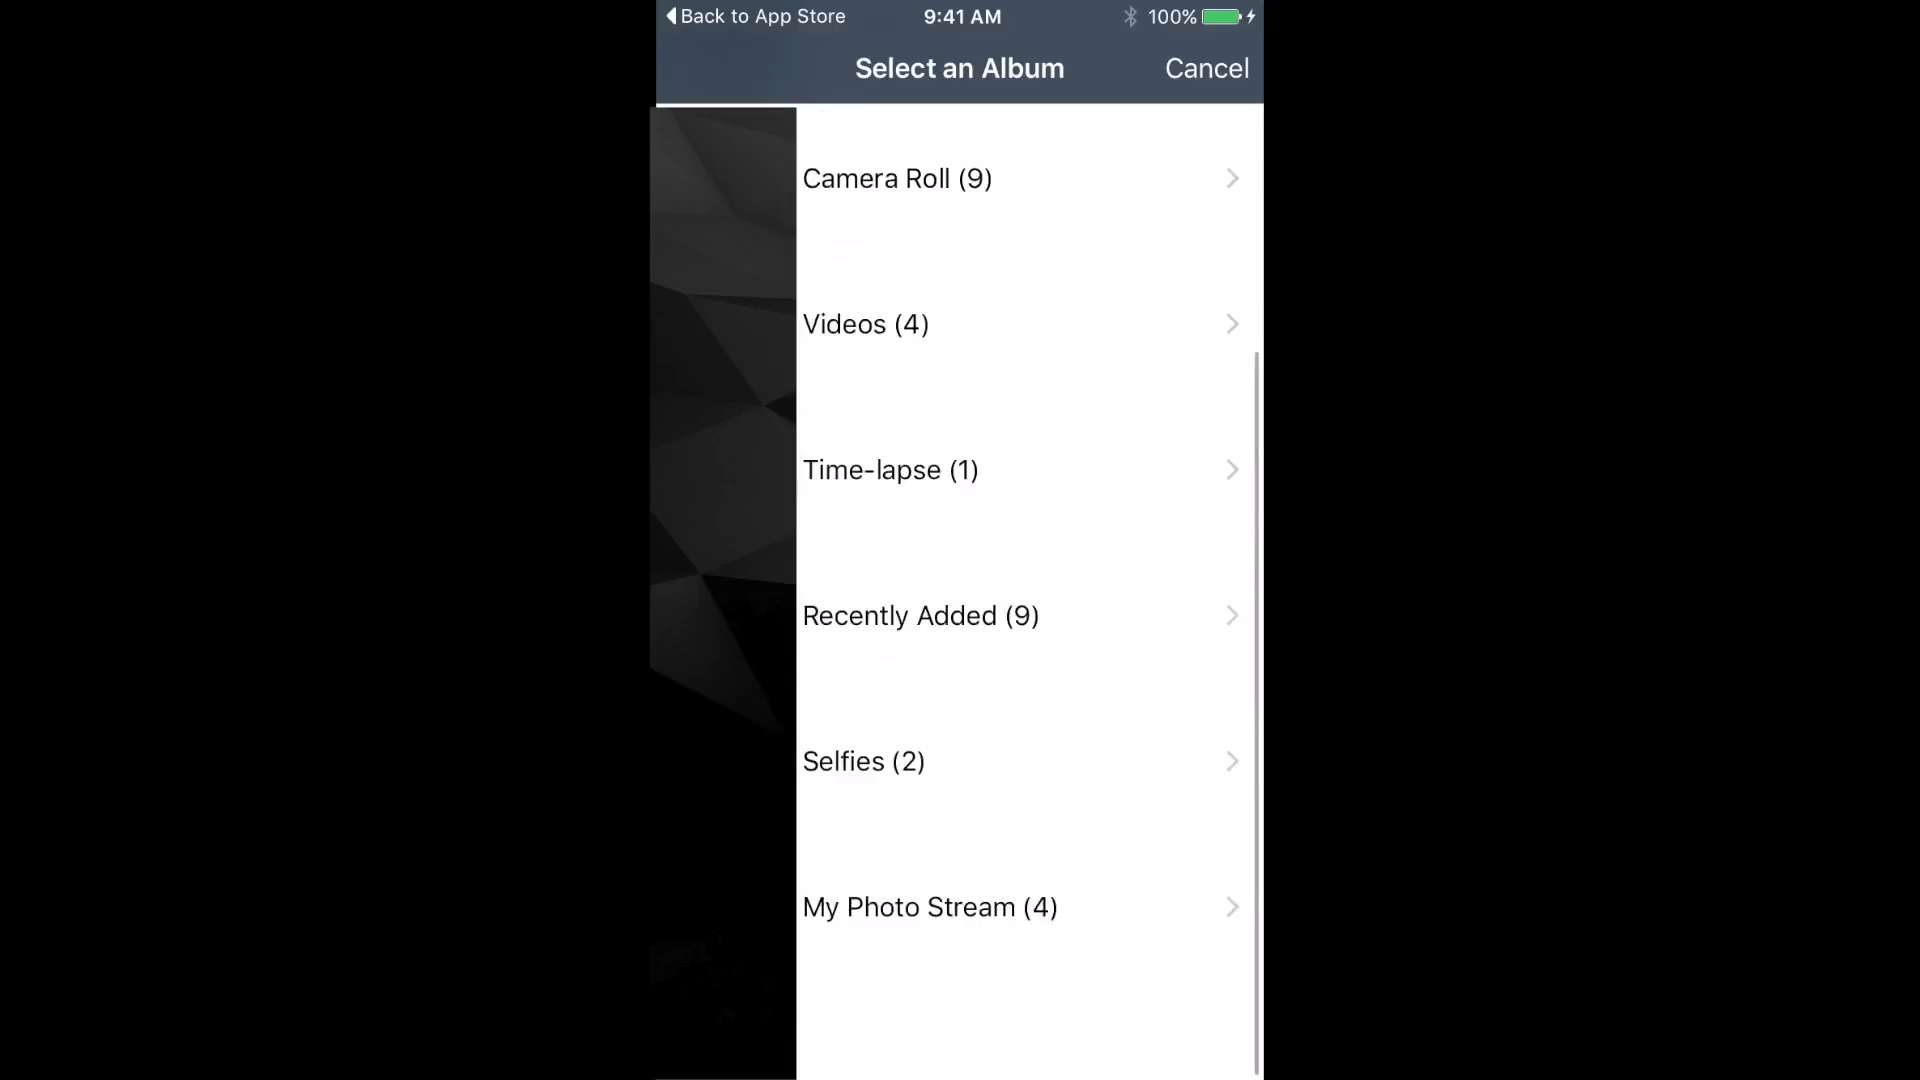 Back to App Store 9:41 AM 100%
Select an Album Cancel
Camera Roll (9)
Videos (4)
Time-lapse (1)
Recently Added (9)
Selfies (2)
My Photo Stream (4)